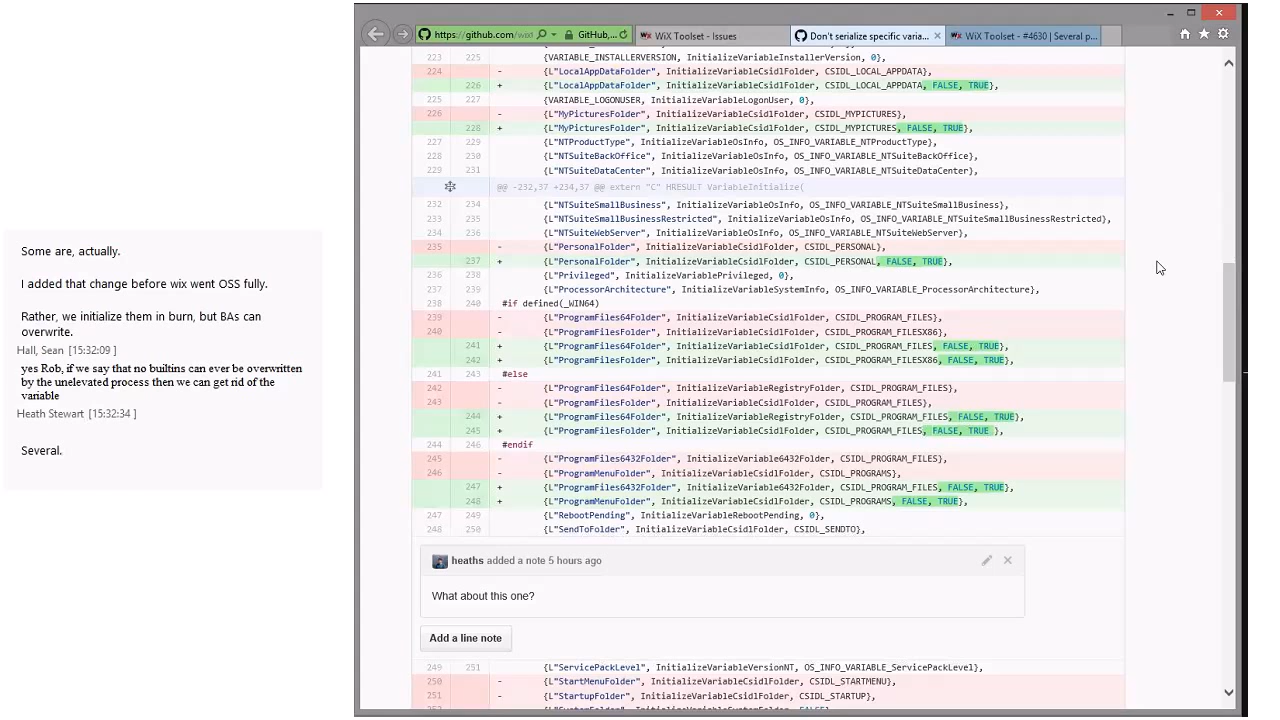 Some are, actually.
I added that change before wix went OSS fully.
Rather, we initialize them in burn, but BAs can
overwrite.
Hall, Sean [15:32:09 ]
yes Rob, if we say that no builtins can ever be overwritten
by the unelevated process then we can get rid of the
variable
Heath Stewart [15:32:34 ]
Several.
https://github.com/wixt GitHub,... WiX Toolset - Issues Don't serialize specific varia... WiX Toolset - #4630 | Several p...
223 225 {VARIABLE_INSTALLERVERSION, InitializeVariableInstallerVersion, 0},
224 - {L"LocalAppDataFolder", InitializeVariableCsidlFolder, CSIDL_LOCAL_APPDATA},
226 + {L"LocalAppDataFolder", InitializeVariableCsidlFolder, CSIDL_LOCAL_APPDATA, FALSE, TRUE},
225 227 {VARIABLE_LOGONUSER, InitializeVariableLogonUser, 0},
226 - {L"MyPicturesFolder", InitializeVariableCsidlFolder, CSIDL_MYPICTURES},
228 + {L"MyPicturesFolder", InitializeVariableCsidlFolder, CSIDL_MYPICTURES, FALSE, TRUE},
227 229 {L"NTProductType", InitializeVariableOsInfo, OS_INFO_VARIABLE_NTProductType},
228 230 {L"NTSuiteBackOffice", InitializeVariableOsInfo, OS_INFO_VARIABLE_NTSuiteBackOffice},
229 231 {L"NTSuiteDataCenter", InitializeVariableOsInfo, OS_INFO_VARIABLE_NTSuiteDataCenter},
@@ -232,37 +234,37 @@ extern "C" HRESULT VariableInitialize(
232 234 {L"NTSuiteSmallBusiness", InitializeVariableOsInfo, OS_INFO_VARIABLE_NTSuiteSmallBusiness},
233 235 {L"NTSuiteSmallBusinessRestricted", InitializeVariableOsInfo, OS_INFO_VARIABLE_NTSuiteSmallBusinessRestricted},
234 236 {L"NTSuiteWebServer", InitializeVariableOsInfo, OS_INFO_VARIABLE_NTSuiteWebServer},
235 - {L"PersonalFolder", InitializeVariableCsidlFolder, CSIDL_PERSONAL},
237 + {L"PersonalFolder", InitializeVariableCsidlFolder, CSIDL_PERSONAL, FALSE, TRUE},
236 238 {L"Privileged", InitializeVariablePrivileged, 0},
237 239 {L"ProcessorArchitecture", InitializeVariableSystemInfo, OS_INFO_VARIABLE_ProcessorArchitecture},
238 240 #if defined(_WIN64)
239 - {L"ProgramFiles64Folder", InitializeVariableCsidlFolder, CSIDL_PROGRAM_FILES},
240 - {L"ProgramFilesFolder", InitializeVariableCsidlFolder, CSIDL_PROGRAM_FILESX86},
241 + {L"ProgramFiles64Folder", InitializeVariableCsidlFolder, CSIDL_PROGRAM_FILES, FALSE, TRUE},
242 + {L"ProgramFilesFolder", InitializeVariableCsidlFolder, CSIDL_PROGRAM_FILESX86, FALSE, TRUE},
241 243 #else
242 - {L"ProgramFiles64Folder", InitializeVariableRegistryFolder, CSIDL_PROGRAM_FILES},
243 - {L"ProgramFilesFolder", InitializeVariableCsidlFolder, CSIDL_PROGRAM_FILES},
244 + {L"ProgramFiles64Folder", InitializeVariableRegistryFolder, CSIDL_PROGRAM_FILES, FALSE, TRUE},
245 + {L"ProgramFilesFolder", InitializeVariableCsidlFolder, CSIDL_PROGRAM_FILES, FALSE, TRUE },
244 246 #endif
245 - {L"ProgramFiles6432Folder", InitializeVariable6432Folder, CSIDL_PROGRAM_FILES},
246 - {L"ProgramMenuFolder", InitializeVariableCsidlFolder, CSIDL_PROGRAMS},
247 + {L"ProgramFiles6432Folder", InitializeVariable6432Folder, CSIDL_PROGRAM_FILES, FALSE, TRUE},
248 + {L"ProgramMenuFolder", InitializeVariableCsidlFolder, CSIDL_PROGRAMS, FALSE, TRUE},
247 249 {L"RebootPending", InitializeVariableRebootPending, 0},
248 250 {L"SendToFolder", InitializeVariableCsidlFolder, CSIDL_SENDTO},
heaths added a note 5 hours ago
What about this one?
Add a line note
249 251 {L"ServicePackLevel", InitializeVariableVersionNT, OS_INFO_VARIABLE_ServicePackLevel},
250 - {L"StartMenuFolder", InitializeVariableCsidlFolder, CSIDL_STARTMENU},
251 - {L"StartupFolder", InitializeVariableCsidlFolder, CSIDL_STARTUP},